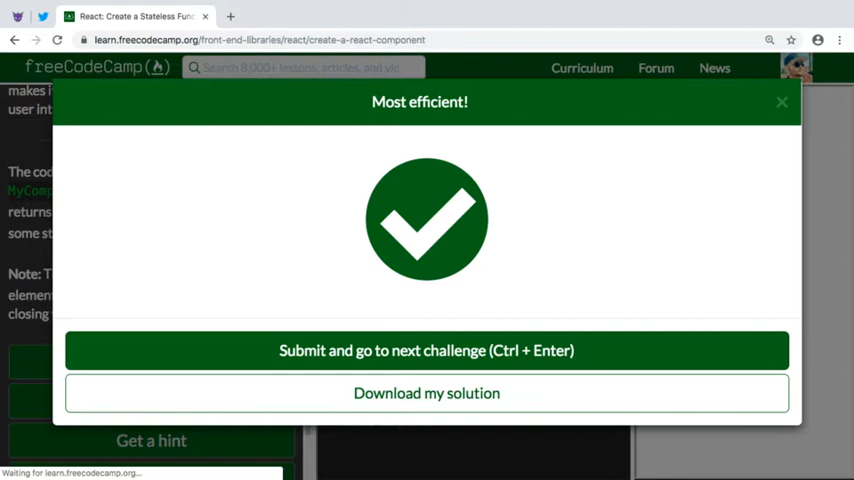 React: Create a Stateless Func
learn.freecodecamp.org/front-end-libraries/react/create-a-react-component
freeCodeCamp
Search 8,000+ lessons, articles, and vic
Curriculum
Forum
News
makes i
user int
Most efficient!
The cod
MyComp
returns
some st
Note: T
elemen
closing
Submit and go to next challenge (Ctrl + Enter)
Download my solution
Get a hint
Waiting for learn.freecodecamp.org...